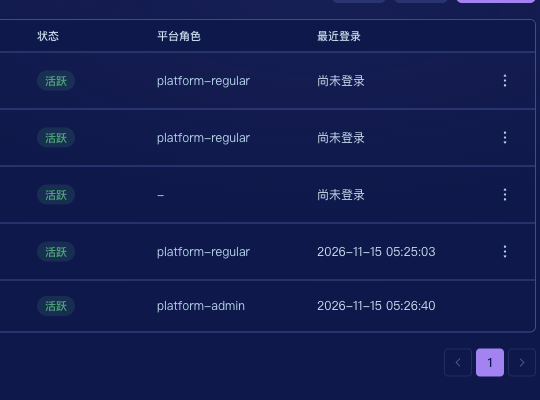 状态 平台角色 最近登录
活跃 platform-regular 尚未登录
活跃 platform-regular 尚未登录
活跃 - 尚未登录
活跃 platform-regular 2026-11-15 05:25:03
活跃 platform-admin 2026-11-15 05:26:40
1